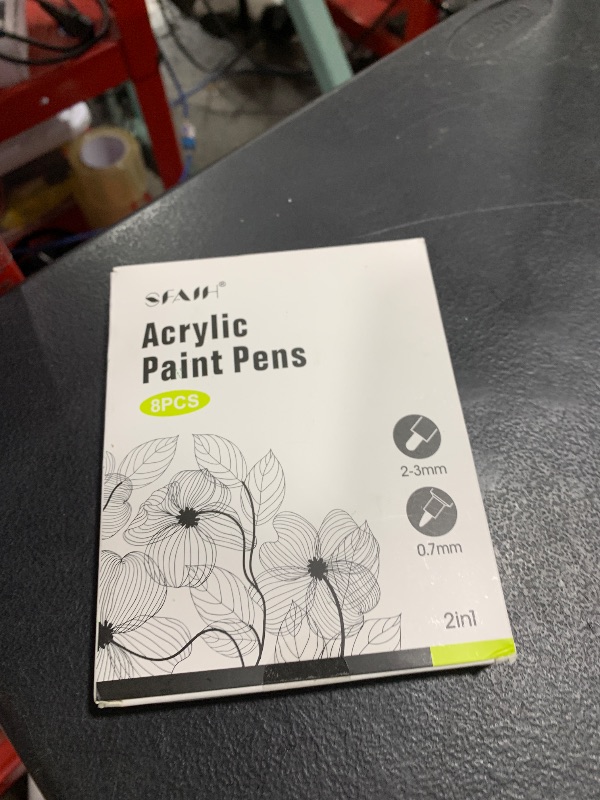 SFAIH®
Acrylic
Paint Pens
8PCS
2-3mm
0.7mm
2in1